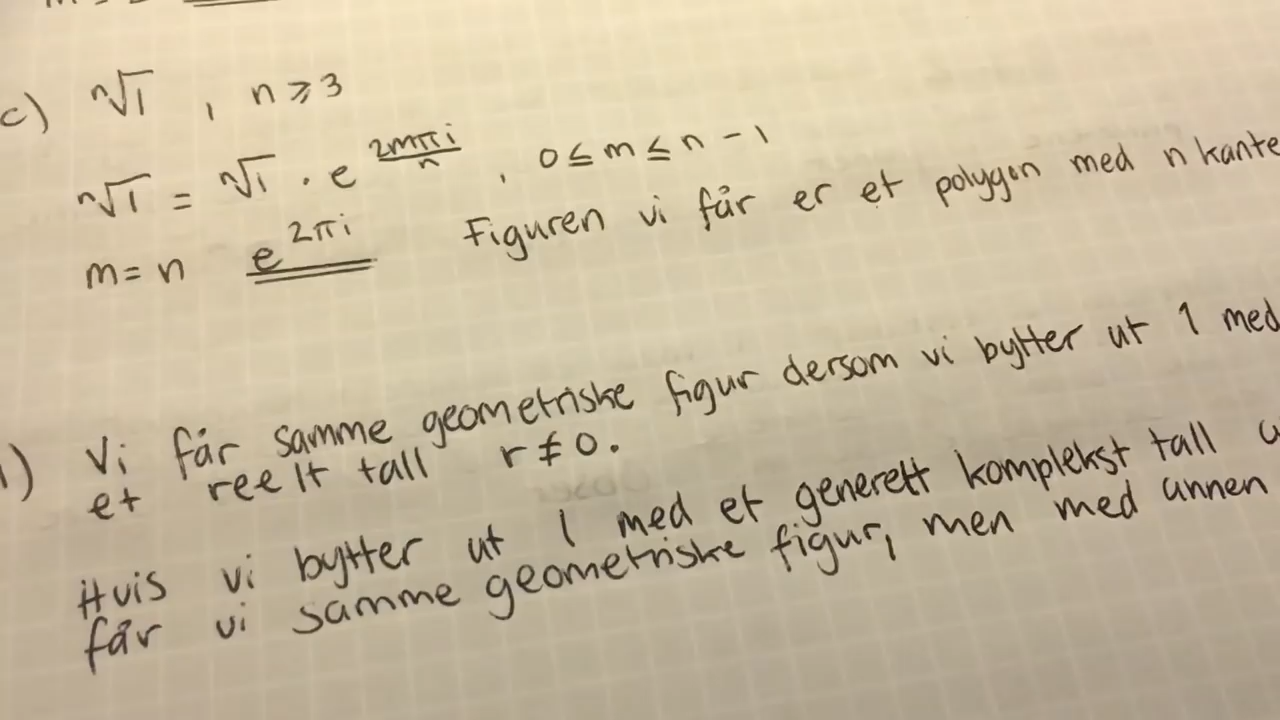 c) ⁿ√1 , n ⩾ 3
ⁿ√1 = ⁿ√1 · e^(2mπi/n) , 0 ≤ m ≤ n - 1
m = n e^(2πi) Figuren vi får er et polygon med n kante
) Vi får samme geometriske figur dersom vi bytter ut 1 med
et reelt tall r ≠ 0.
Hvis vi bytter ut 1 med et generett komplekst tall
får vi samme geometriske figur, men med annen